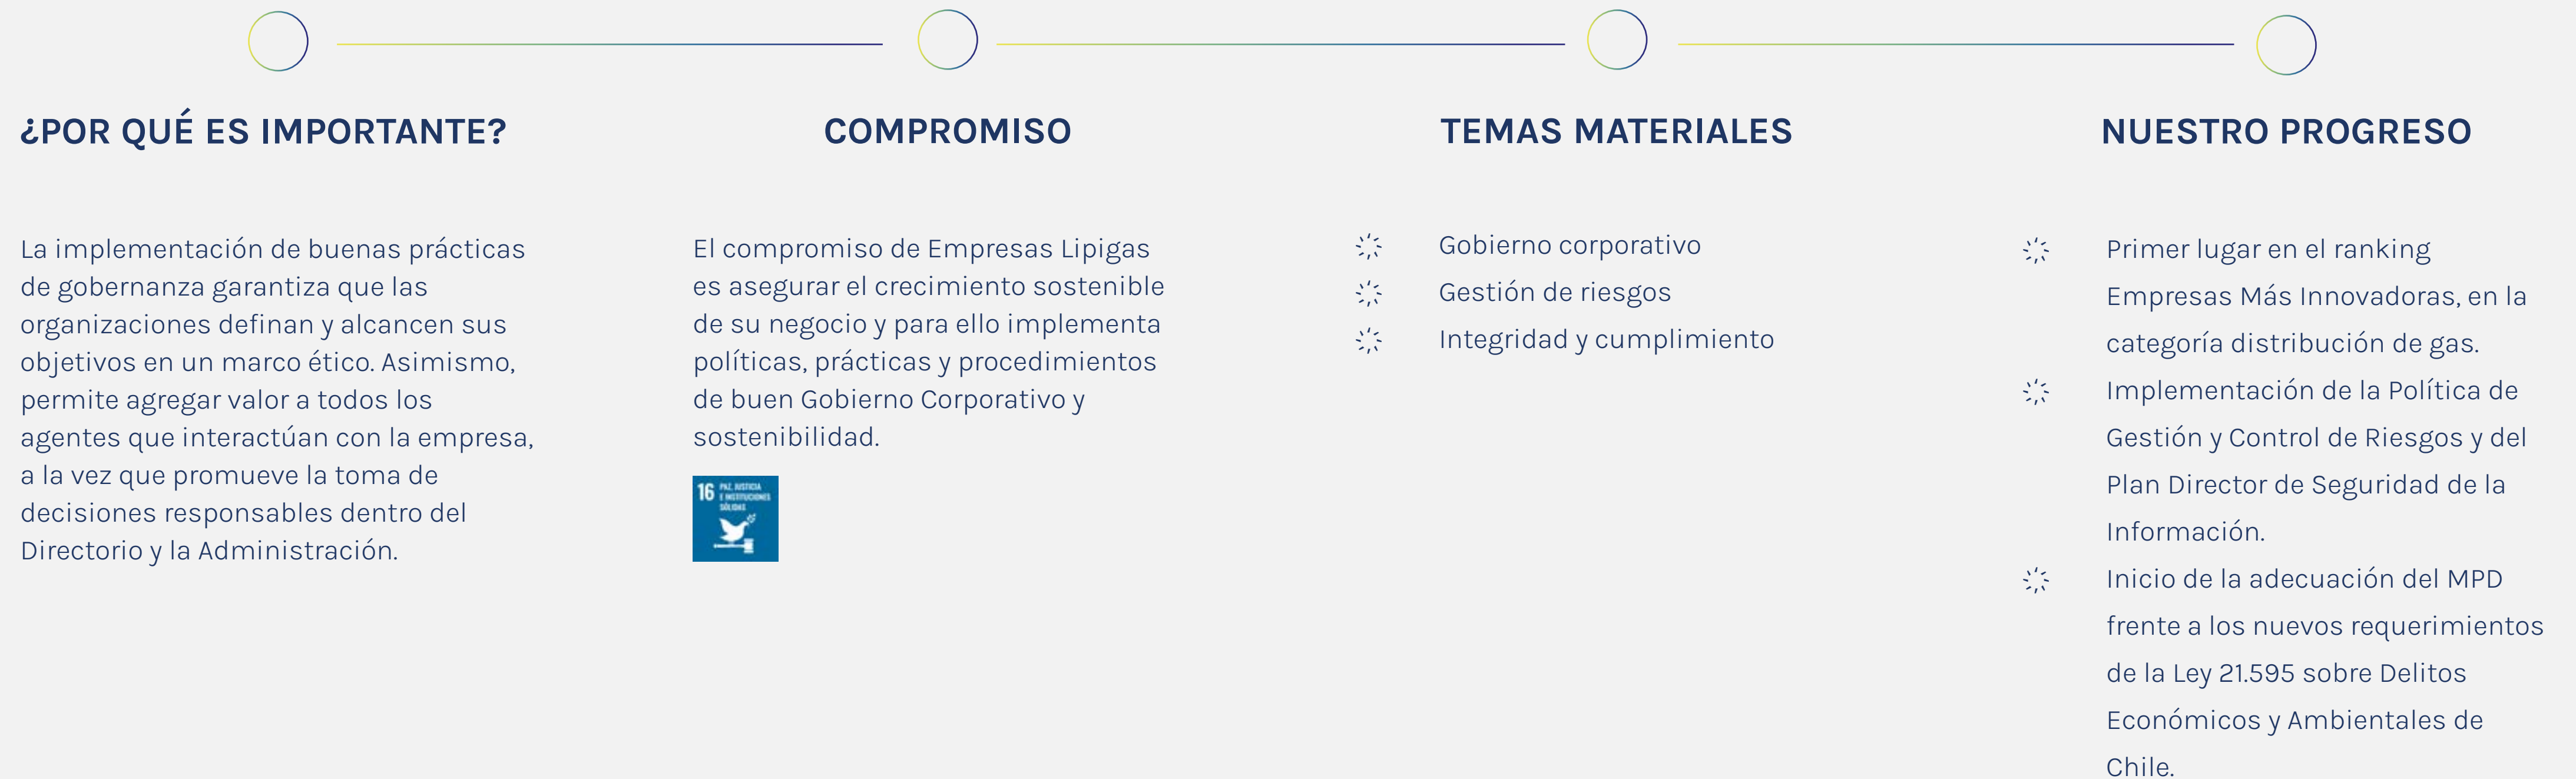 ¿POR QUÉ ES IMPORTANTE?
La implementación de buenas prácticas
de gobernanza garantiza que las
organizaciones definan y alcancen sus
objetivos en un marco ético. Asimismo,
permite agregar valor a todos los
agentes que interactúan con la empresa,
a la vez que promueve la toma de
decisiones responsables dentro del
Directorio y la Administración.
COMPROMISO
El compromiso de Empresas Lipigas
es asegurar el crecimiento sostenible
de su negocio y para ello implementa
políticas, prácticas y procedimientos
de buen Gobierno Corporativo y
sostenibilidad.
16 PAZ, JUSTICIA
E INSTITUCIONES
SÓLIDAS
TEMAS MATERIALES
Gobierno corporativo
Gestión de riesgos
Integridad y cumplimiento
NUESTRO PROGRESO
Primer lugar en el ranking
Empresas Más Innovadoras, en la
categoría distribución de gas.
Implementación de la Política de
Gestión y Control de Riesgos y del
Plan Director de Seguridad de la
Información.
Inicio de la adecuación del MPD
frente a los nuevos requerimientos
de la Ley 21.595 sobre Delitos
Económicos y Ambientales de
Chile.